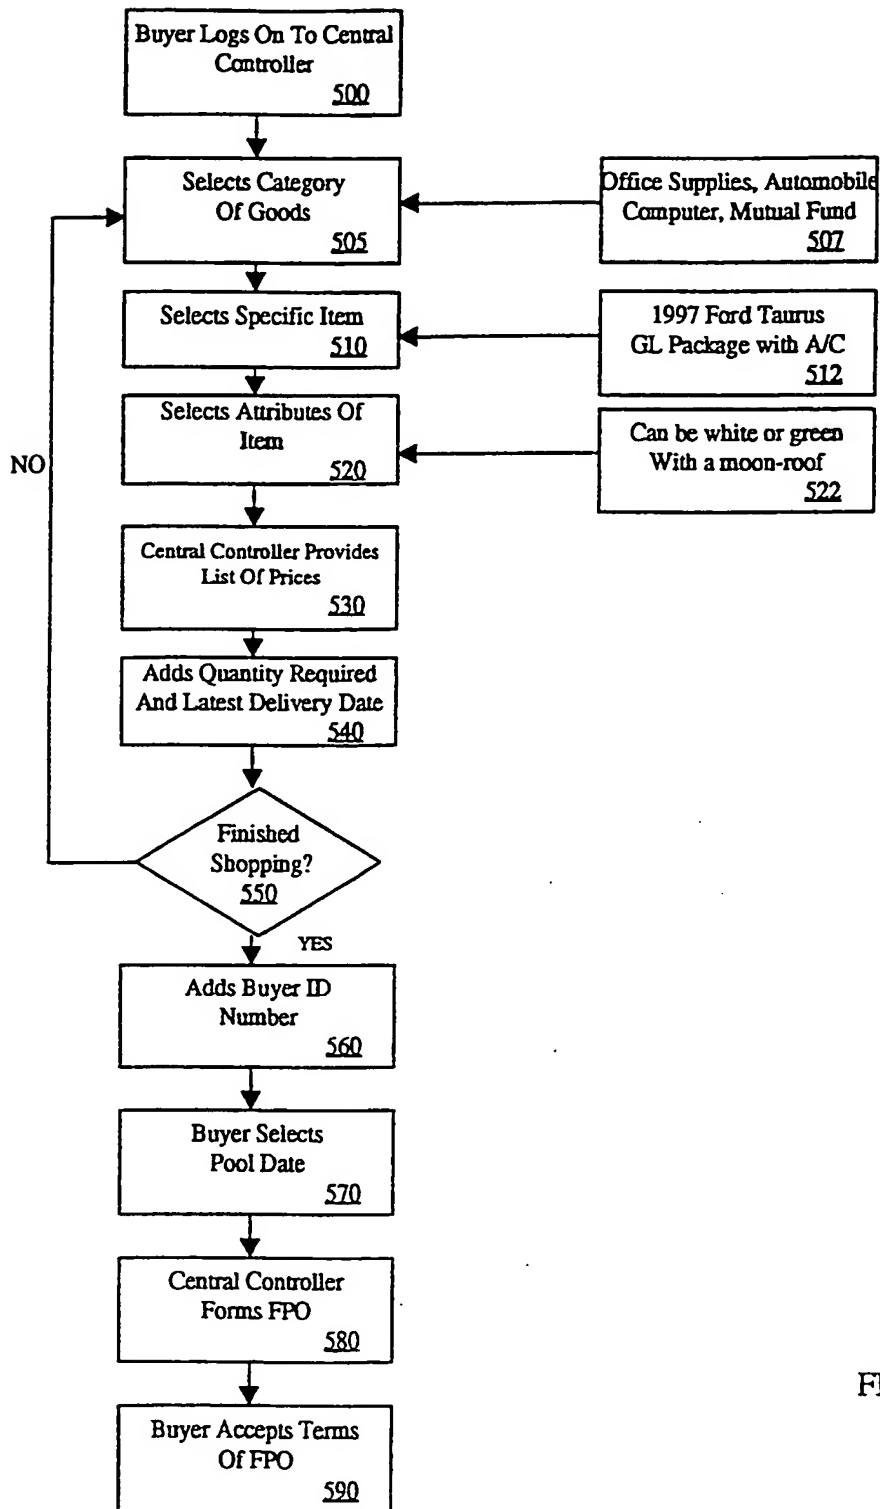 Buyer Logs On To Central
Controller
500
Selects Category
Of Goods
505
Office Supplies, Automobile
Computer, Mutual Fund
507
Selects Specific Item
510
1997 Ford Taurus
GL Package with A/C
512
Selects Attributes Of
Item
520
Can be white or green
With a moon-roof
522
NO
Central Controller Provides
List Of Prices
530
Adds Quantity Required
And Latest Delivery Date
540
Finished
Shopping?
550
YES
Adds Buyer ID
Number
560
Buyer Selects
Pool Date
570
Central Controller
Forms FPO
580
Buyer Accepts Terms
Of FPO
590